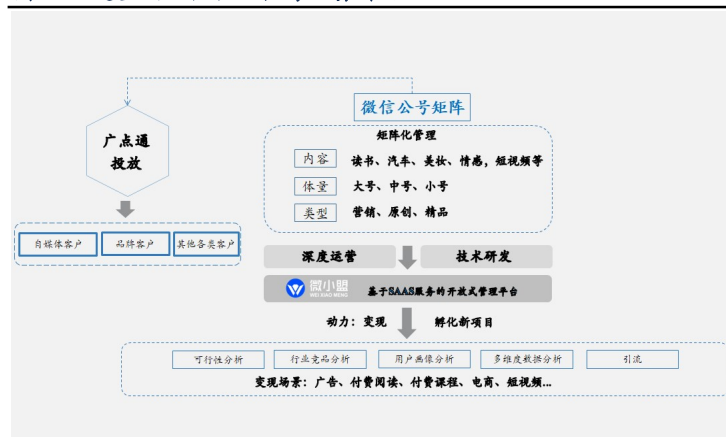 微信公号矩阵
广点通
投放
矩阵化管理
内容 读书、汽车、美妆、情感，短视频等
体量 大号、中号、小号
类型 营销、原创、精品
自媒体客户 品牌客户 其他各类客户
深度运营 技术研发
微小盟 基于SAAS服务的开放式管理平台
WEI XIAO MENG
动力：变现 孵化新项目
可行性分析 行业竞品分析 用户画像分析 多维度数据分析 引流
变现场景：广告、付费阅读、付费课程、电商、短视频...